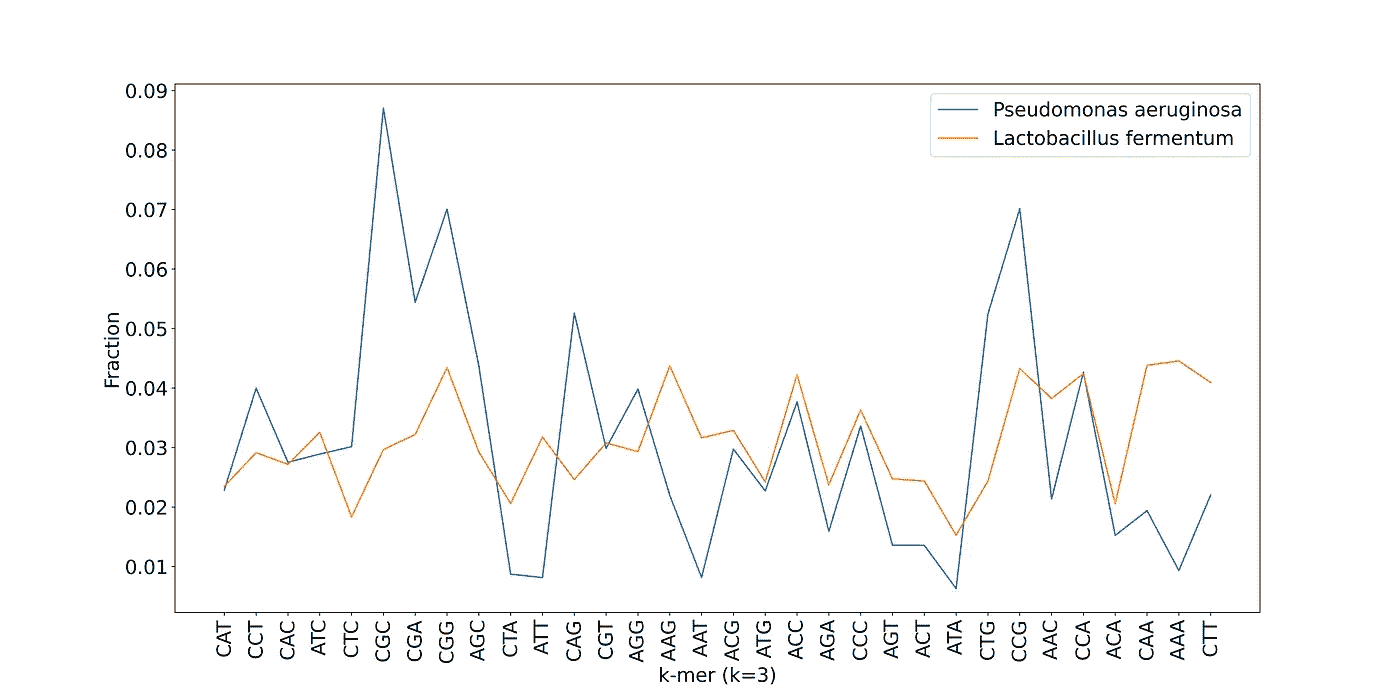 0.09
0.08
0.07
0.06
0.05
0.04
0.03
0.02
0.01
Fraction
Pseudomonas aeruginosa
Lactobacillus fermentum
CAT CCT CAC ATC CTC CGC CGA CGG AGC CTA ATT CAG CGT AGG AAG AAT ACG ATG ACC AGA CCC AGT ACT ATA CTG CCG AAC CCA ACA CAA AAA CTT
k-mer (k=3)